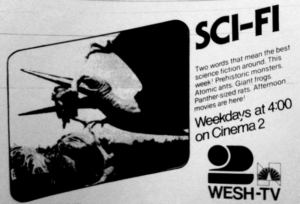 SCI-FI
Two words that mean the best
science fiction around. This
week! Prehistoric monsters.
Atomic ants. Giant frogs.
Panther-sized rats. Afternoon
movies are here!
Weekdays at 4:00
on Cinema 2
2
WESH-TV